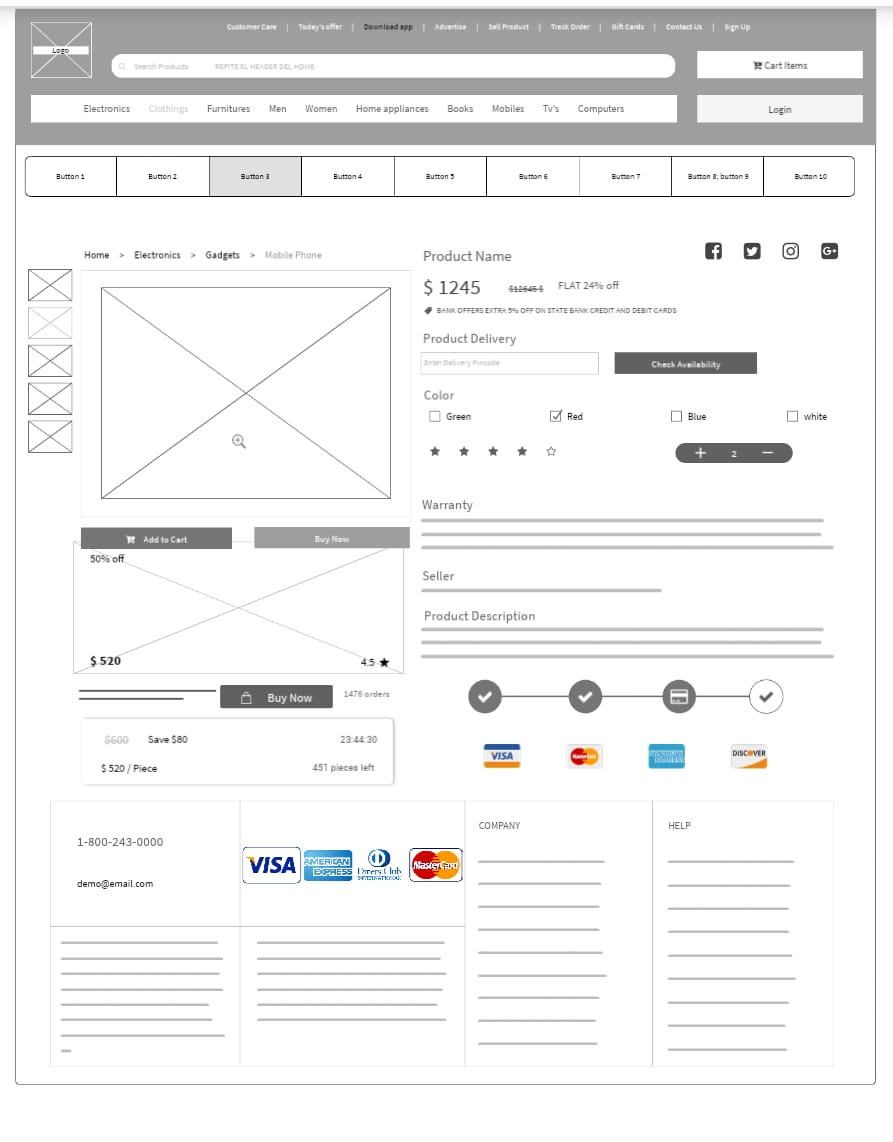 Customer Care | Today's offer | Download app | Advertise | Sell Product | Track Order | Gift Cards | Contact Us | Sign Up
Logo
Search Products REPITE EL HEADER DEL HOME
Cart Items
Electronics Clothings Furnitures Men Women Home appliances Books Mobiles Tv's Computers
Login
Button 1 Button 2 Button 3 Button 4 Button 5 Button 6 Button 7 Button 8; button 9 Button 10
Home > Electronics > Gadgets > Mobile Phone
Product Name
$ 1245 $12645 $ FLAT 24% off
BANK OFFERS EXTRA 5% OFF ON STATE BANK CREDIT AND DEBIT CARDS
Product Delivery
Enter Delivery Pincode
Check Availability
Color
Green Red Blue white
+ 2 −
Warranty
Add to Cart
Buy Now
50% off
Seller
Product Description
$ 520
4.5
Buy Now
1476 orders
$600 Save $80 23:44:30
$ 520 / Piece 451 pieces left
VISA MasterCard AMERICAN EXPRESS DISCOVER
1-800-243-0000
demo@email.com
VISA
AMERICAN EXPRESS
Diners Club
INTERNATIONAL
MasterCard
COMPANY
HELP